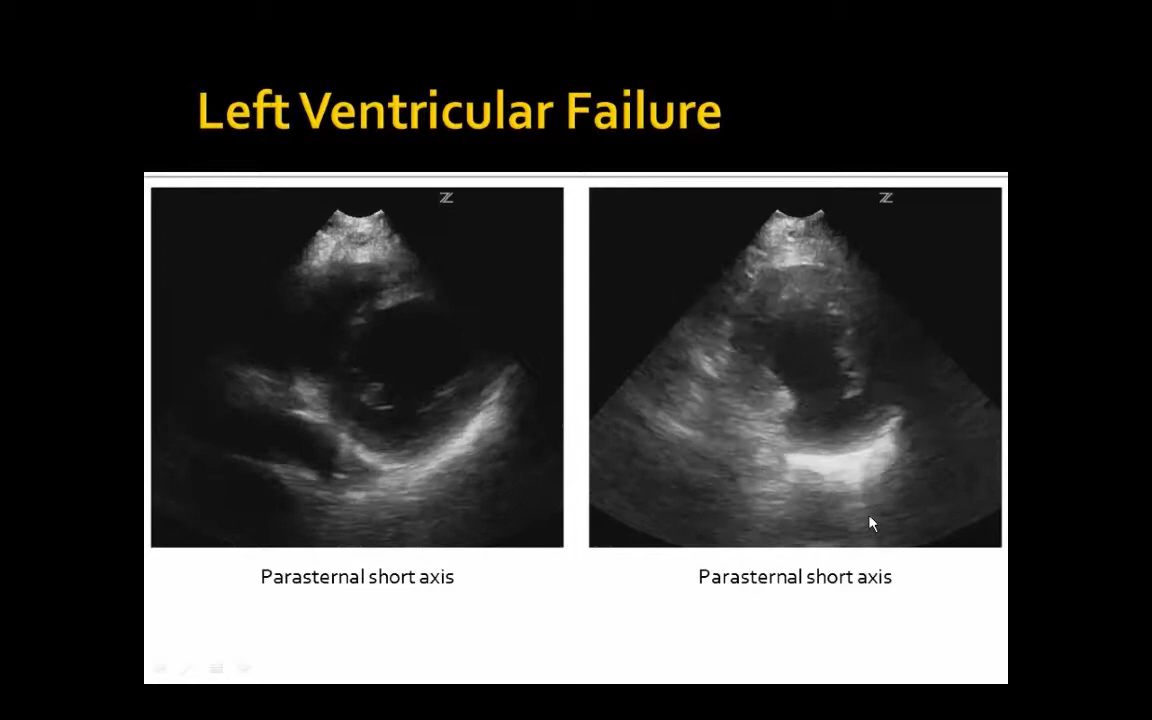 Left Ventricular Failure
Z Z
Parasternal short axis Parasternal short axis